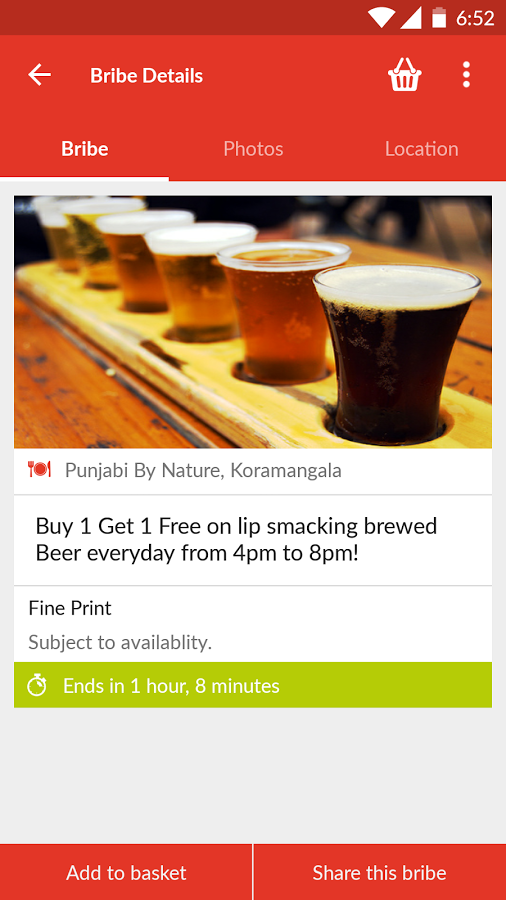 6:52
Bribe Details
Bribe
Photos
Location
Punjabi By Nature, Koramangala
Buy 1 Get 1 Free on lip smacking brewed
Beer everyday from 4pm to 8pm!
Fine Print
Subject to availablity.
Ends in 1 hour, 8 minutes
Add to basket
Share this bribe